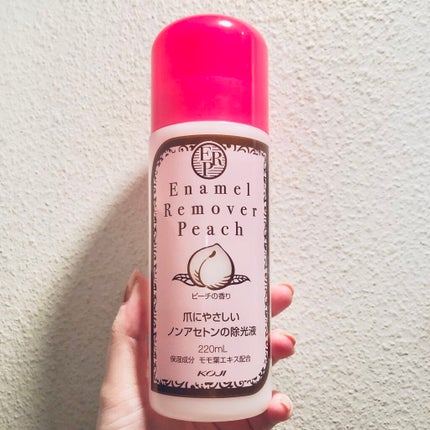 ERP
Enamel
Remover
Peach
ピーチの香り
爪にやさしい
ノンアセトンの除光液
220mL
保湿成分 モモ葉エキス配合
KOJI